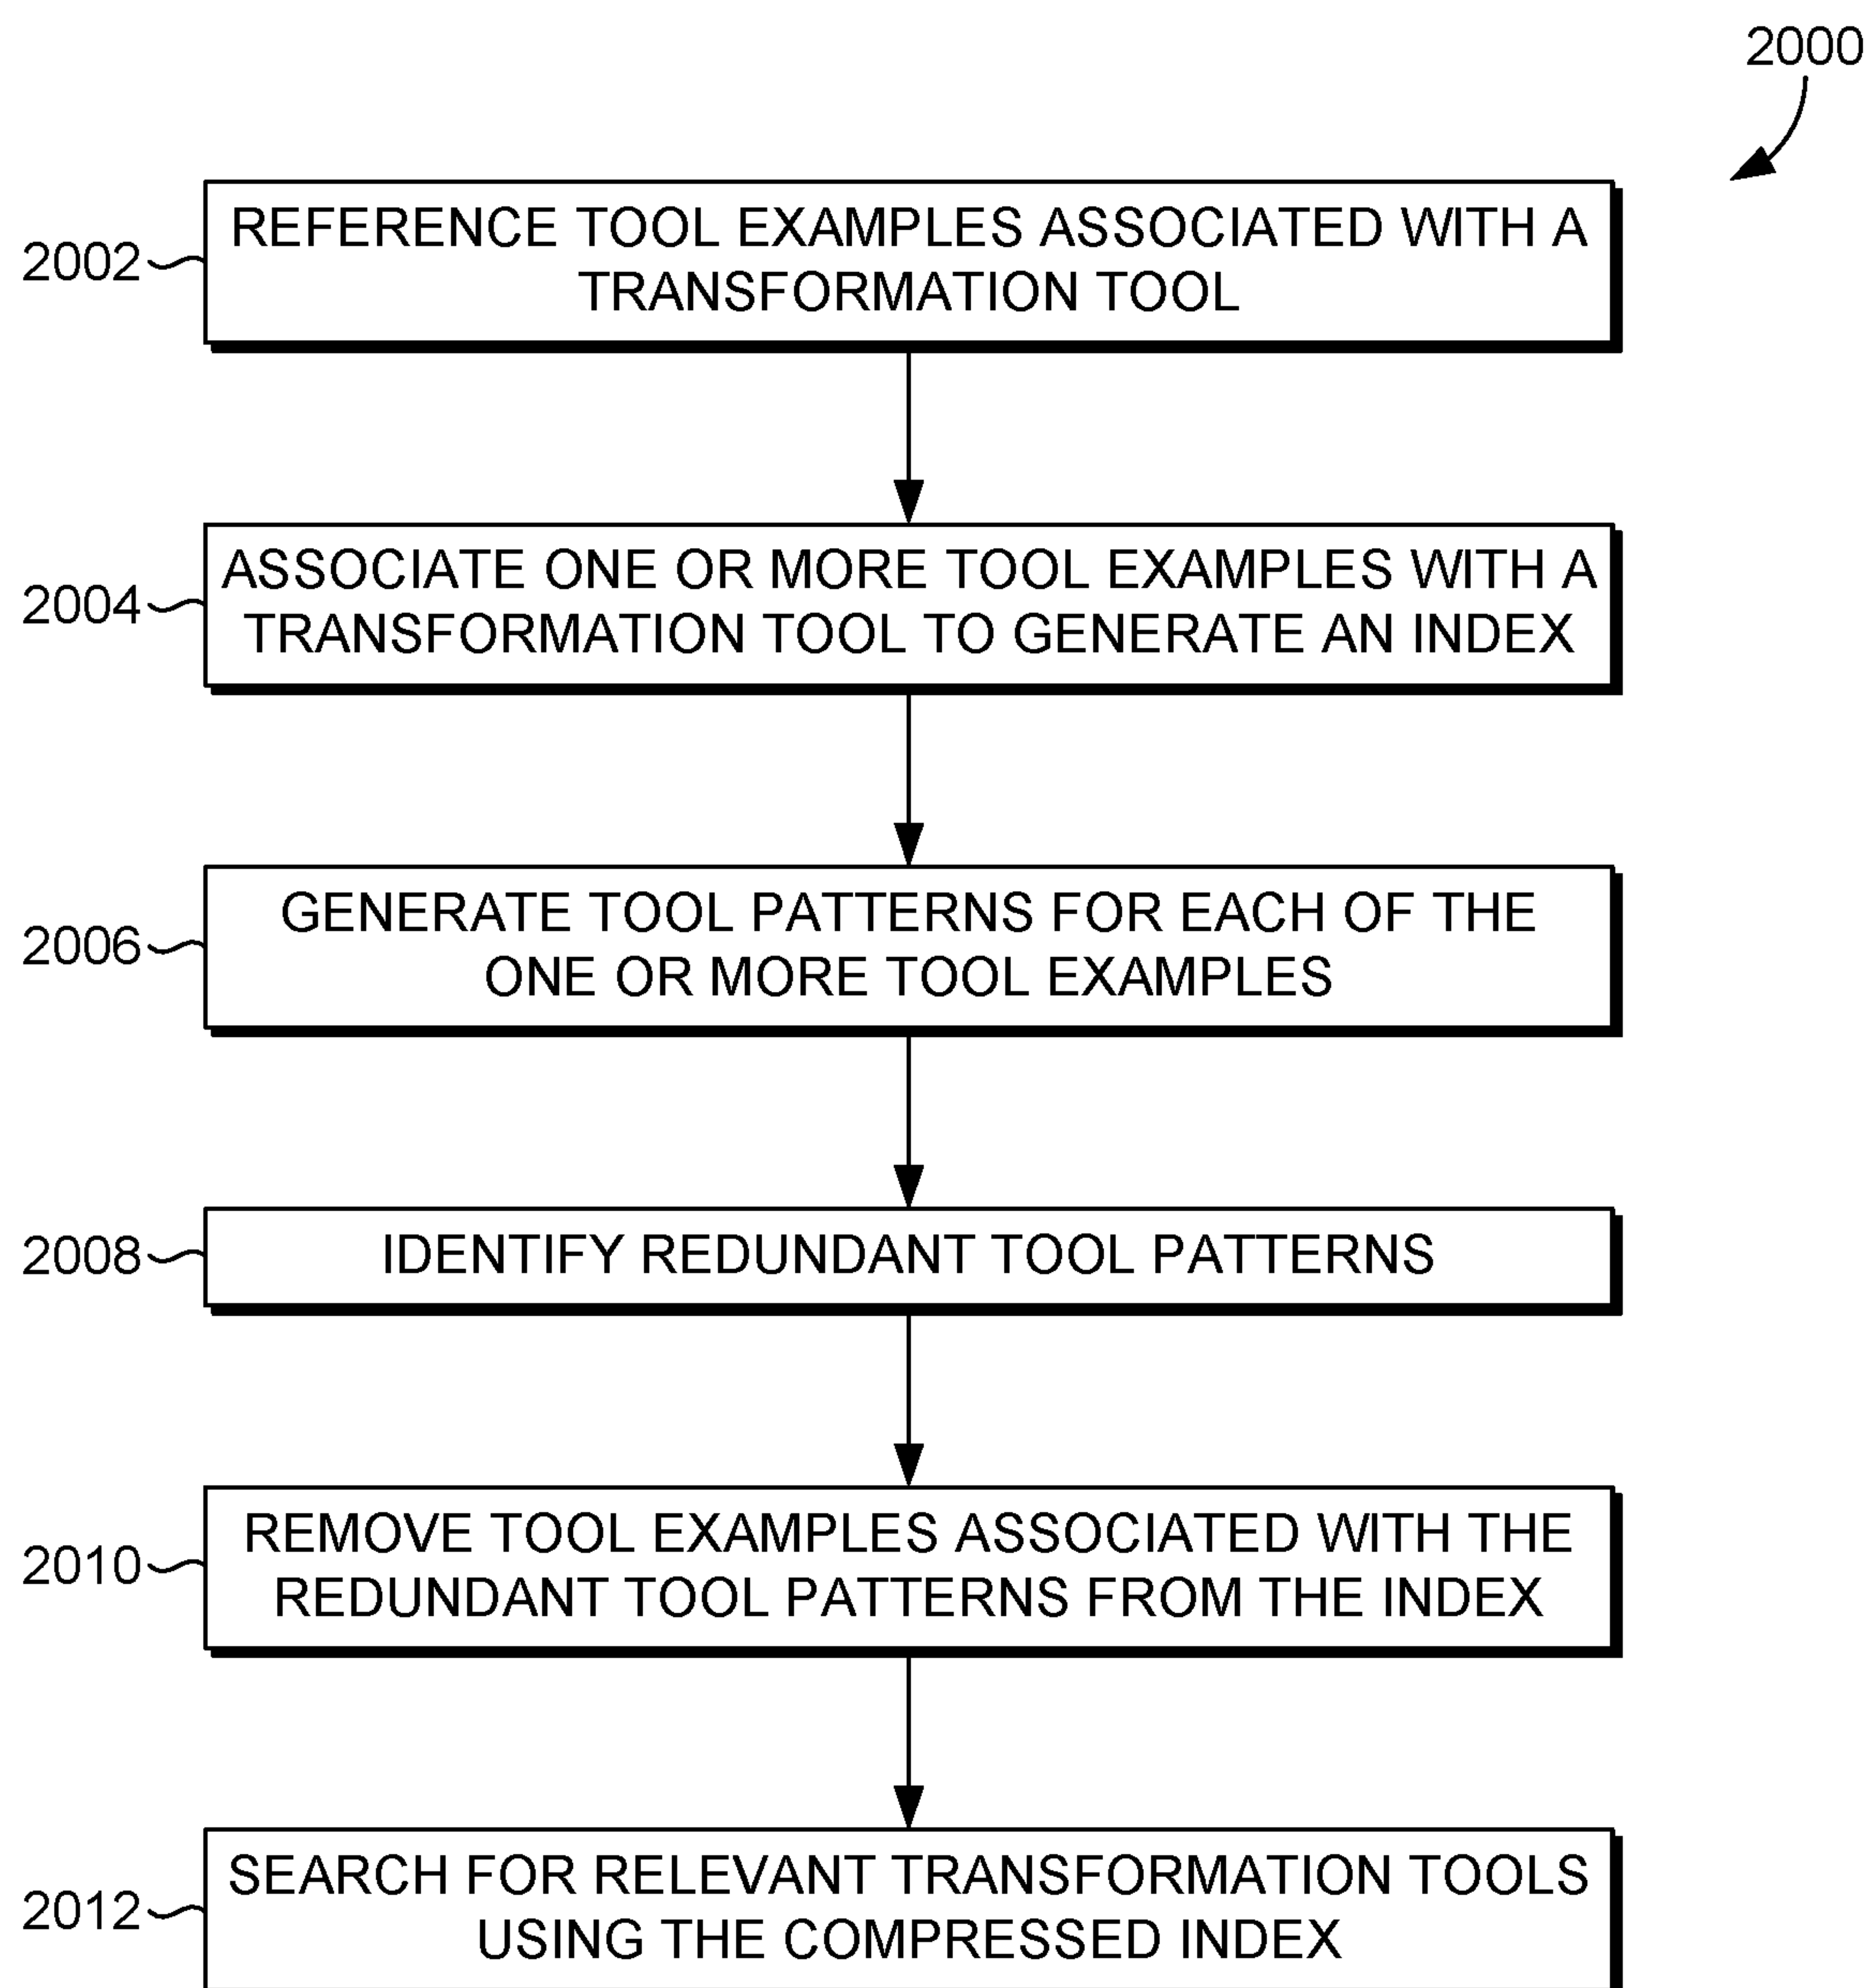 2000
2002
REFERENCE TOOL EXAMPLES ASSOCIATED WITH A
TRANSFORMATION TOOL
2004
ASSOCIATE ONE OR MORE TOOL EXAMPLES WITH A
TRANSFORMATION TOOL TO GENERATE AN INDEX
2006
GENERATE TOOL PATTERNS FOR EACH OF THE
ONE OR MORE TOOL EXAMPLES
2008
IDENTIFY REDUNDANT TOOL PATTERNS
2010
REMOVE TOOL EXAMPLES ASSOCIATED WITH THE
REDUNDANT TOOL PATTERNS FROM THE INDEX
2012
SEARCH FOR RELEVANT TRANSFORMATION TOOLS
USING THE COMPRESSED INDEX